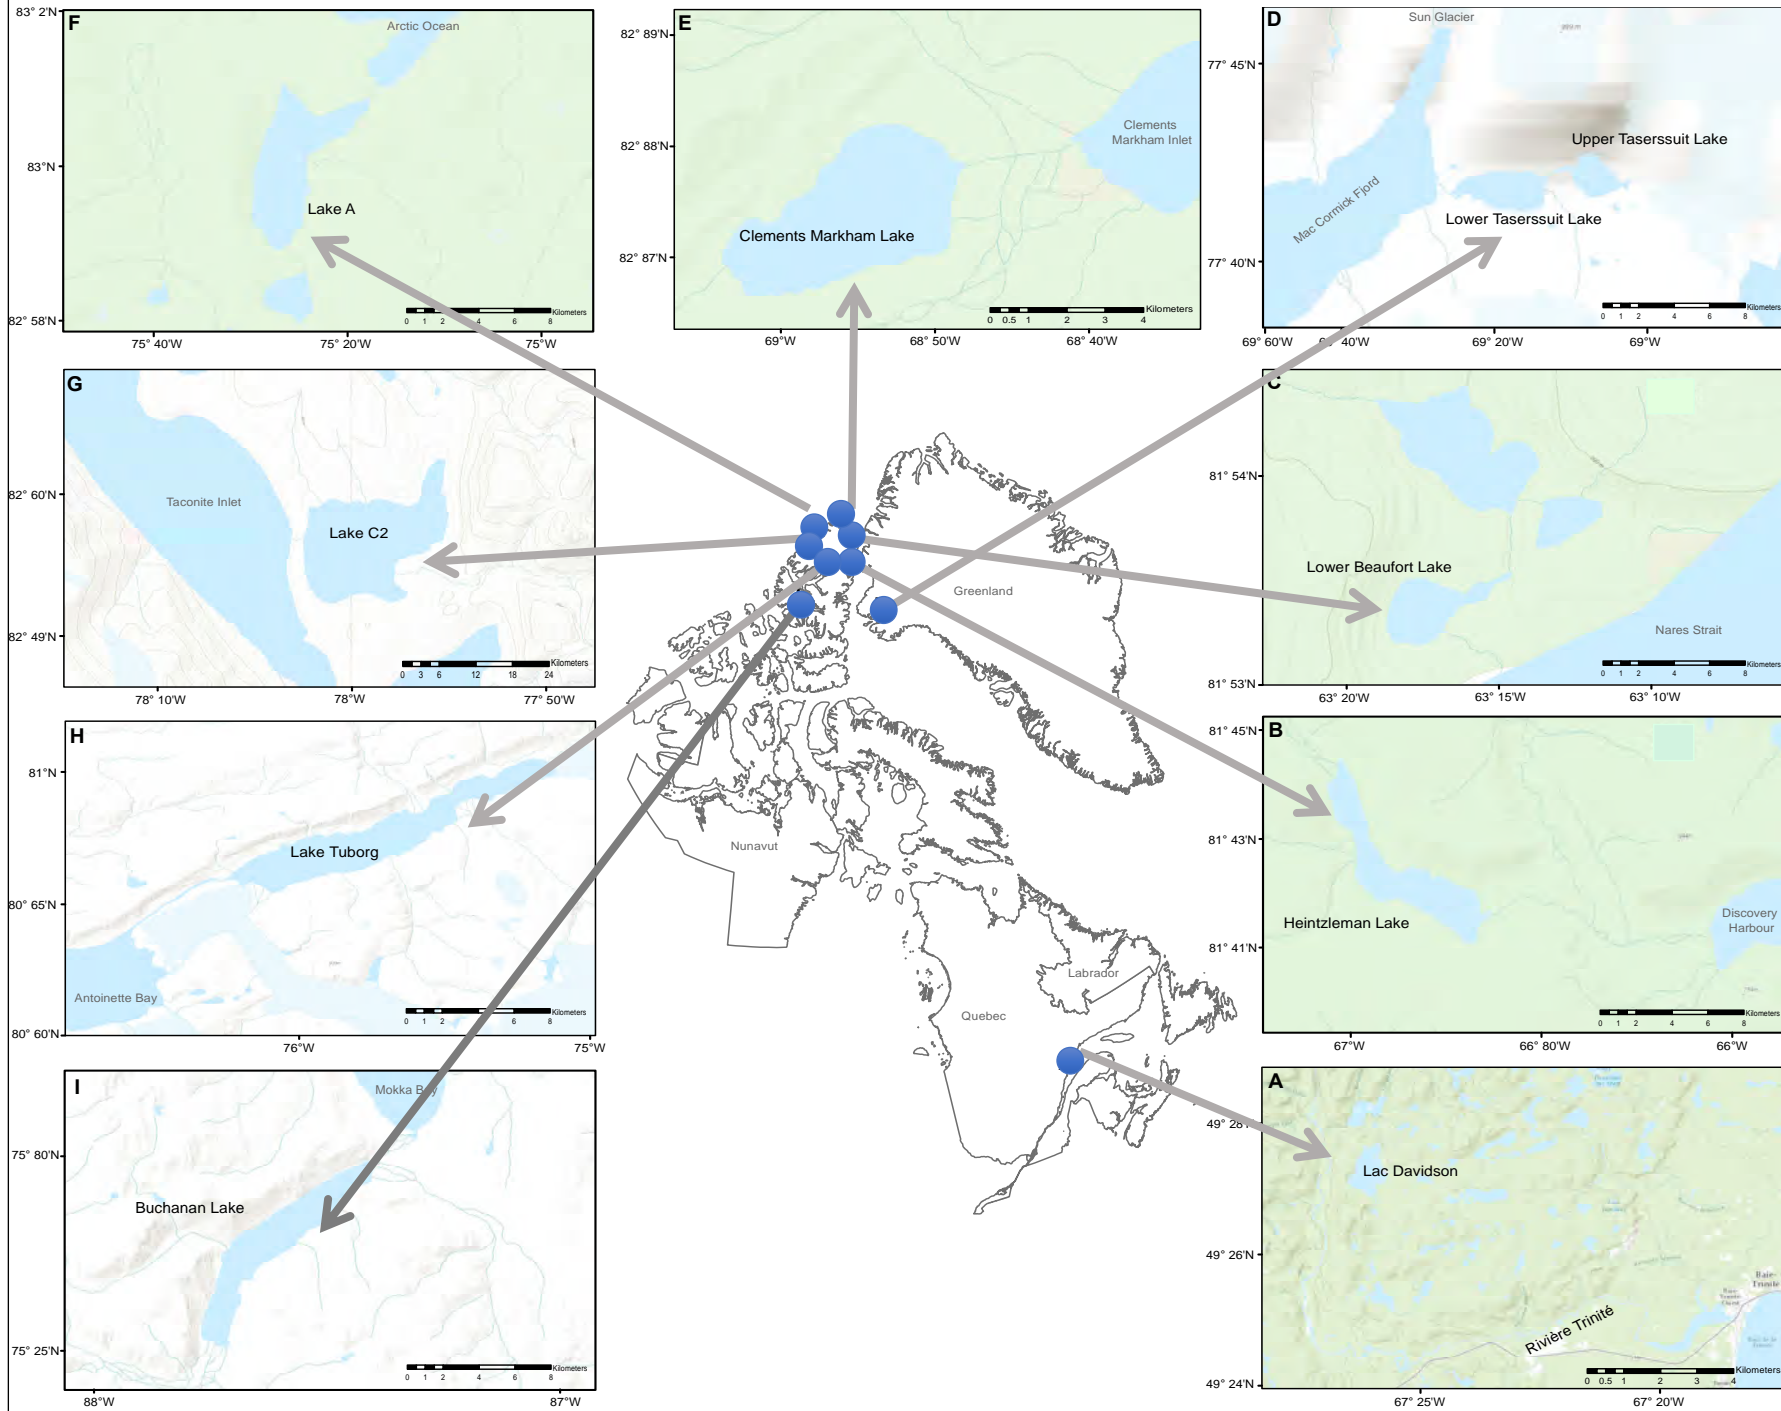 F
83° 2'N
83°N
82° 58'N
Arctic Ocean
Lake A
0 1 2 4 6 8 Kilometers
75° 40'W 75° 20'W 75°W
E
82° 89'N
82° 88'N
82° 87'N
Clements
Markham Inlet
Clements Markham Lake
0 0.5 1 2 3 4 Kilometers
69°W 68° 50'W 68° 40'W
D
Sun Glacier
77° 45'N
77° 40'N
Upper Taserssuit Lake
Mac Cormick Fjord
Lower Taserssuit Lake
0 1 2 4 6 8 Kilometers
69° 60'W 69° 40'W 69° 20'W 69°W
G
82° 60'N
82° 49'N
Taconite Inlet
Lake C2
0 3 6 12 18 24 Kilometers
78° 10'W 78°W 77° 50'W
C
81° 54'N
81° 53'N
Lower Beaufort Lake
Nares Strait
0 1 2 4 6 8 Kilometers
63° 20'W 63° 15'W 63° 10'W
Greenland
Nunavut
Labrador
Quebec
H
81°N
80° 65'N
80° 60'N
Lake Tuborg
Antoinette Bay
0 1 2 6 8 Kilometers
76°W 75°W
B
81° 45'N
81° 43'N
81° 41'N
Heintzleman Lake
Discovery
Harbour
0 1 2 4 6 8 Kilometers
67°W 66° 80'W 66°W
I
75° 80'N
75° 25'N
Mokka Bay
Buchanan Lake
0 1 2 4 6 8 Kilometers
88°W 87°W
A
49° 28'N
49° 26'N
49° 24'N
Lac Davidson
Baie-
Trinité
Rivière Trinité
0 0.5 1 2 3 4 Kilometers
67° 25'W 67° 20'W